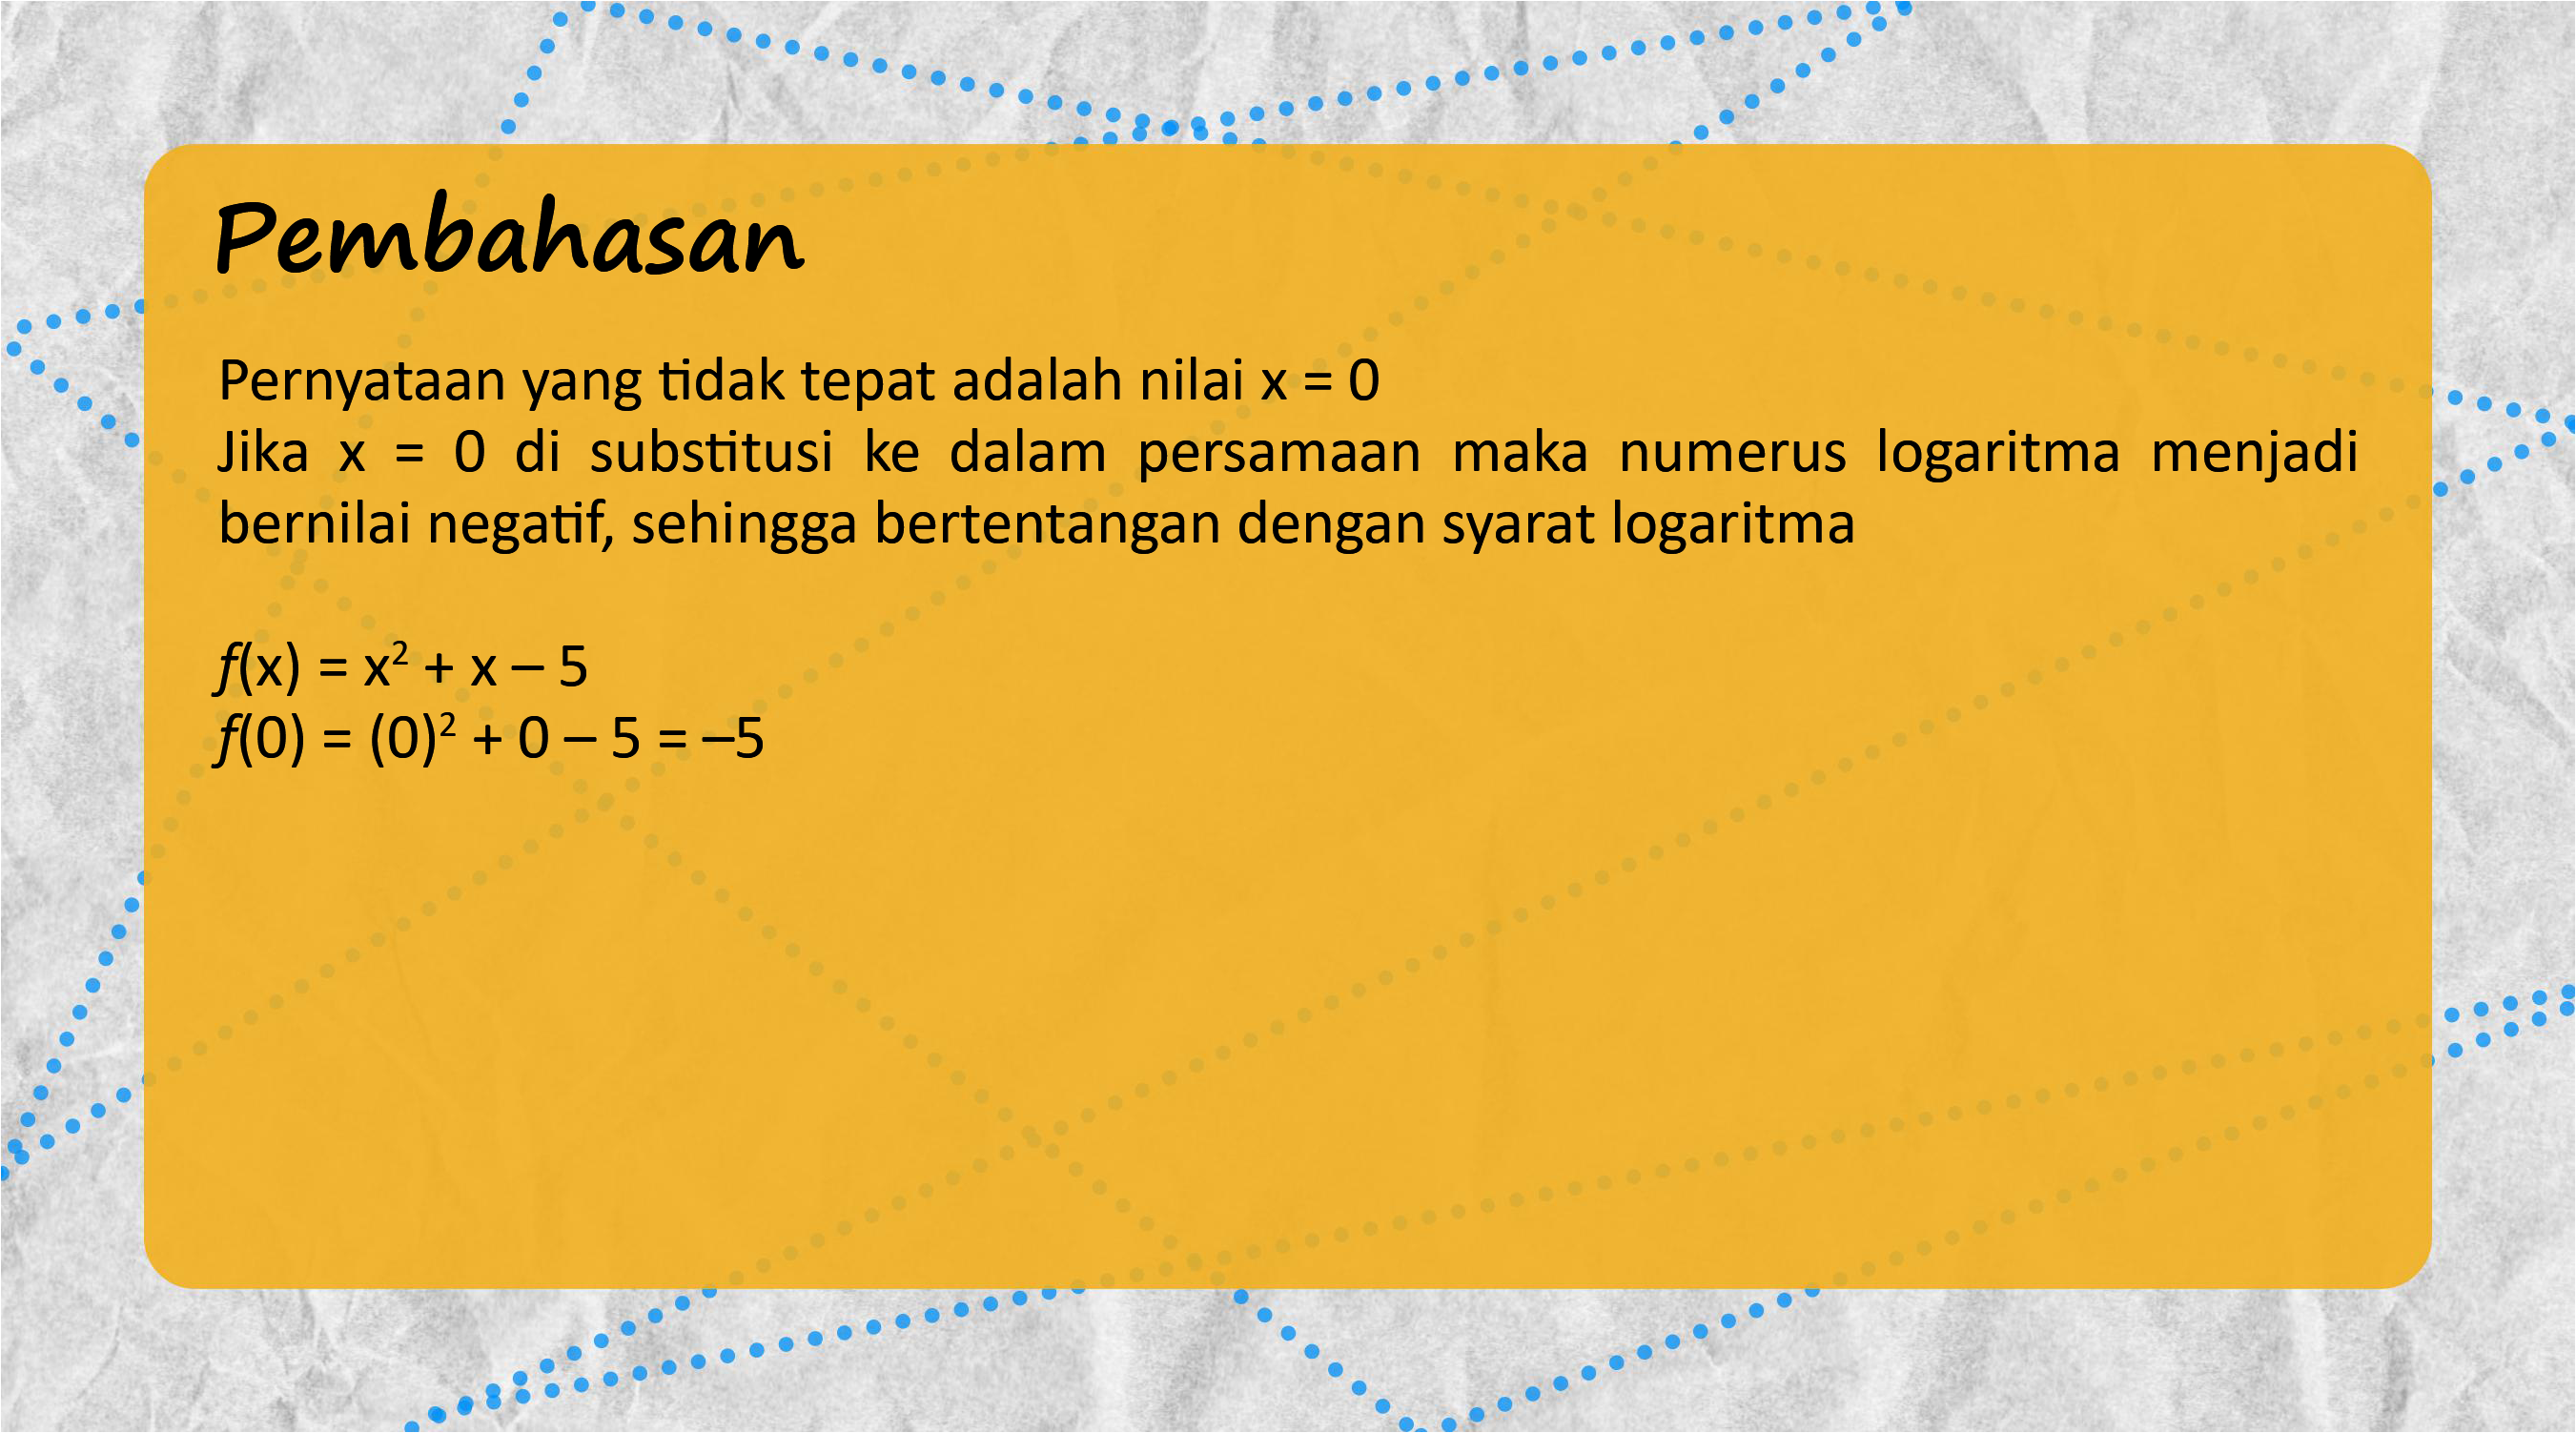 Pembahasan
Pernyataan yang tidak tepat adalah nilai x = 0
Jika x = 0 di substitusi ke dalam persamaan maka numerus logaritma menjadi
bernilai negatif, sehingga bertentangan dengan syarat logaritma
f(x) = x² + x – 5
f(0) = (0)² + 0 – 5 = –5